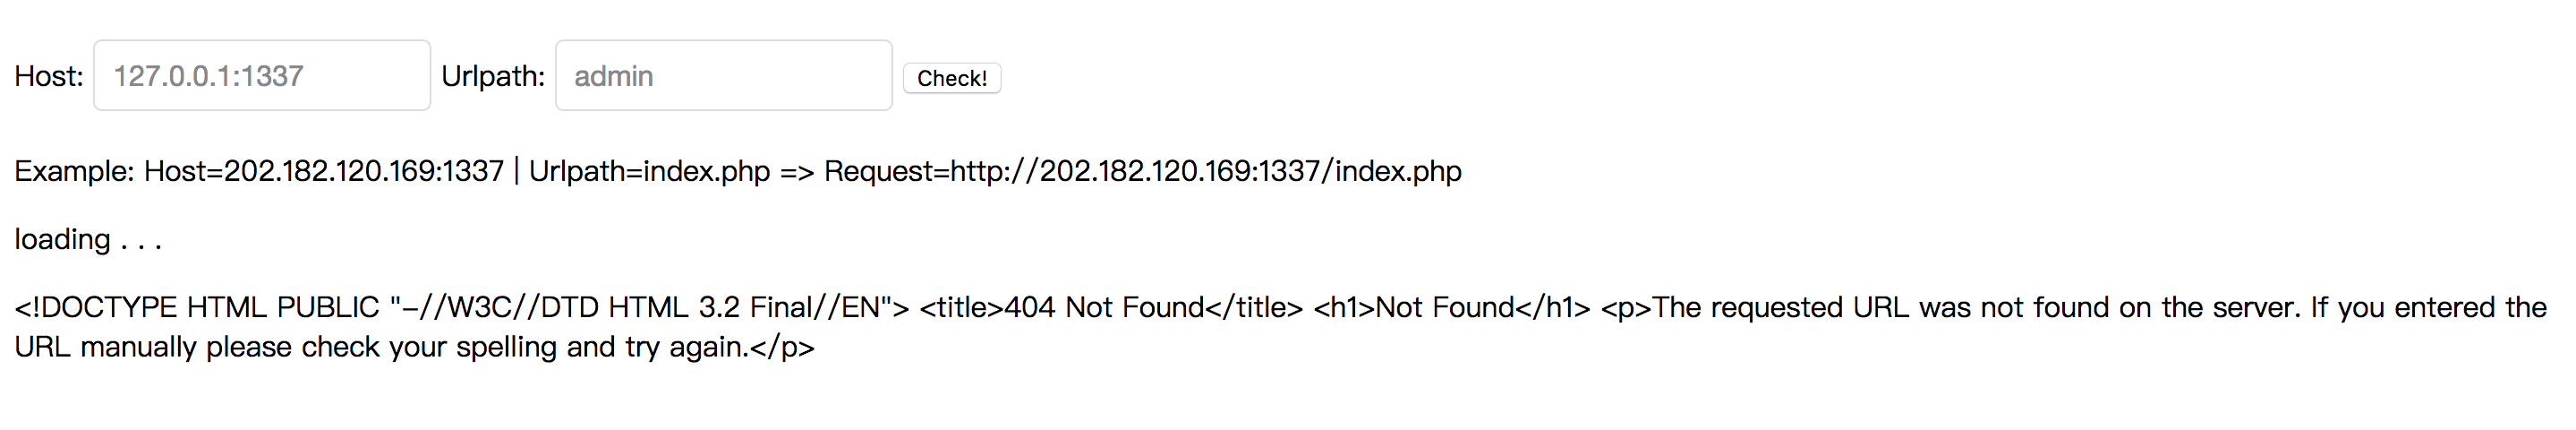 Host: 127.0.0.1:1337 Urlpath: admin Check!
Example: Host=202.182.120.169:1337 | Urlpath=index.php => Request=http://202.182.120.169:1337/index.php
loading . . .
<!DOCTYPE HTML PUBLIC "-//W3C//DTD HTML 3.2 Final//EN"> <title>404 Not Found</title> <h1>Not Found</h1> <p>The requested URL was not found on the server. If you entered the
URL manually please check your spelling and try again.</p>